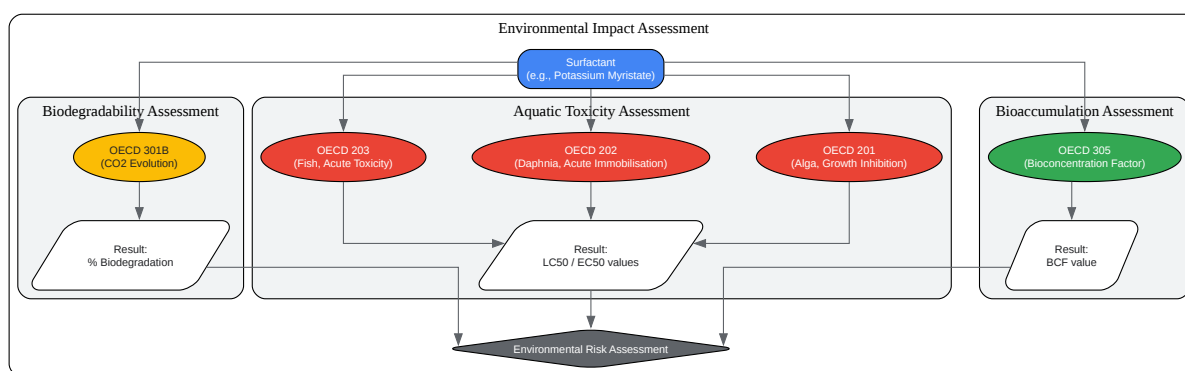 Environmental Impact Assessment
Surfactant
(e.g., Potassium Myristate)
Biodegradability Assessment
Aquatic Toxicity Assessment
Bioaccumulation Assessment
OECD 301B
(CO2 Evolution)
OECD 203
(Fish, Acute Toxicity)
OECD 202
(Daphnia, Acute Immobilisation)
OECD 201
(Alga, Growth Inhibition)
OECD 305
(Bioconcentration Factor)
Result:
% Biodegradation
Result:
LC50 / EC50 values
Result:
BCF value
Environmental Risk Assessment